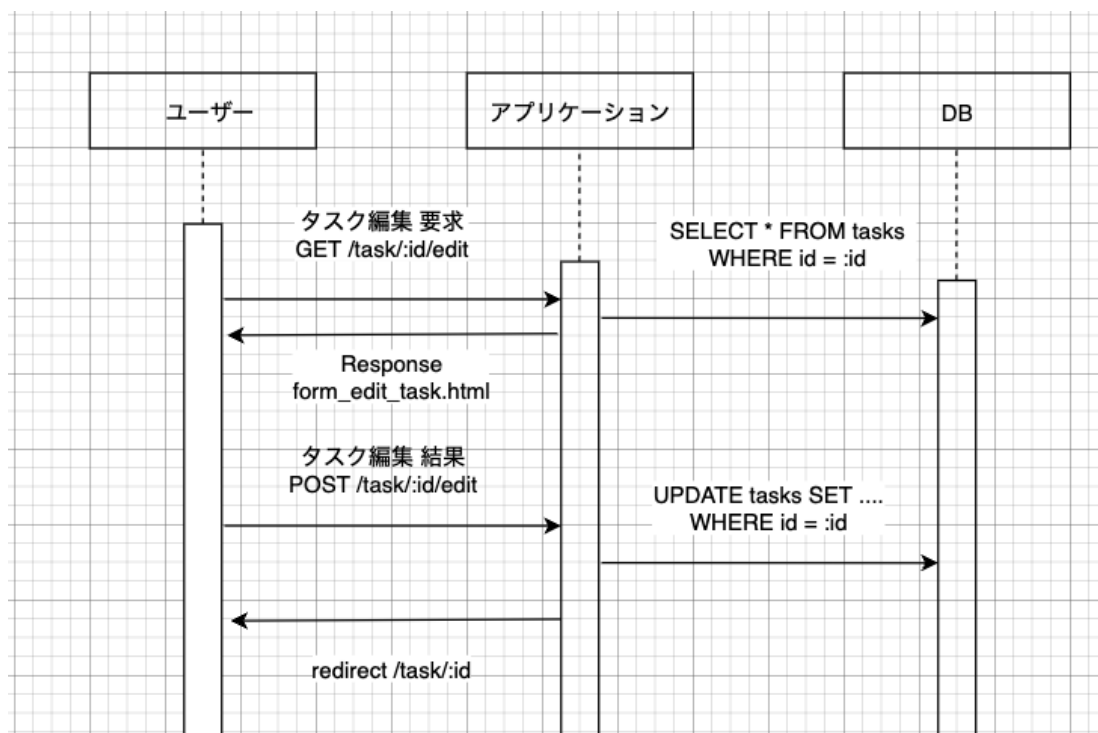 ユーザー
アプリケーション
DB
タスク編集 要求
GET /task/:id/edit
SELECT * FROM tasks
WHERE id = :id
Response
form_edit_task.html
タスク編集 結果
POST /task/:id/edit
UPDATE tasks SET ....
WHERE id = :id
redirect /task/:id